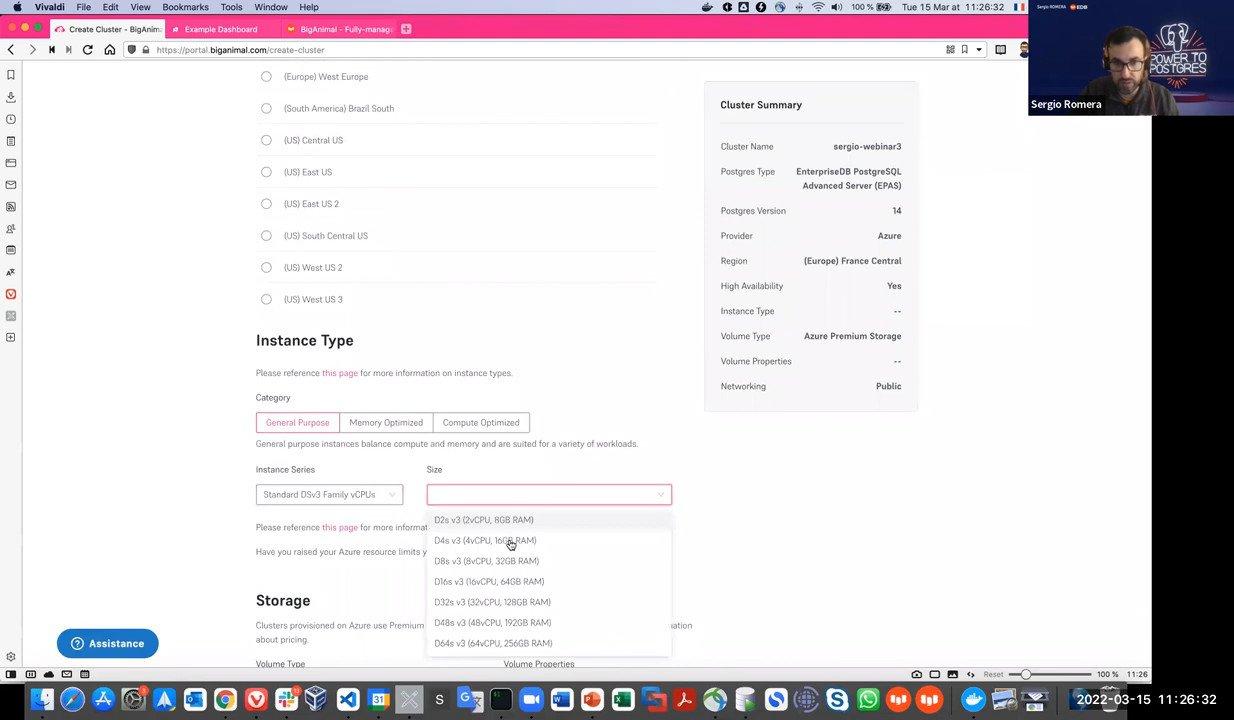 Vivaldi File Edit View Bookmarks Tools Window Help
100 % Tue 15 Mar 11:26:32
Sergio ROMERA EDB
Create Cluster - BigAnim
Example Dashboard
BigAnimal - Fully-manag
https://portal.biganimal.com/create-cluster
POWER TO
POSTGRES
Sergio Romera
(Europe) West Europe
(South America) Brazil South
(US) Central US
(US) East US
(US) East US 2
(US) South Central US
(US) West US 2
(US) West US 3
Instance Type
Please reference this page for more information on instance types.
Category
General Purpose Memory Optimized Compute Optimized
General purpose instances balance compute and memory and are suited for a variety of workloads.
Instance Series Size
Standard DSv3 Family vCPUs
D2s v3 (2vCPU, 8GB RAM)
D4s v3 (4vCPU, 16GB RAM)
D8s v3 (8vCPU, 32GB RAM)
D16s v3 (16vCPU, 64GB RAM)
D32s v3 (32vCPU, 128GB RAM)
D48s v3 (48vCPU, 192GB RAM)
D64s v3 (64vCPU, 256GB RAM)
Please reference this page for more informat
Have you raised your Azure resource limits y
Storage
Clusters provisioned on Azure use Premium mation
about pricing.
Volume Type Volume Properties
Cluster Summary
Cluster Name sergio-webinar3
Postgres Type EnterpriseDB PostgreSQL
Advanced Server (EPAS)
Postgres Version 14
Provider Azure
Region (Europe) France Central
High Availability Yes
Instance Type --
Volume Type Azure Premium Storage
Volume Properties --
Networking Public
Assistance
Reset 100 % 11:26
2022-03-15 11:26:32